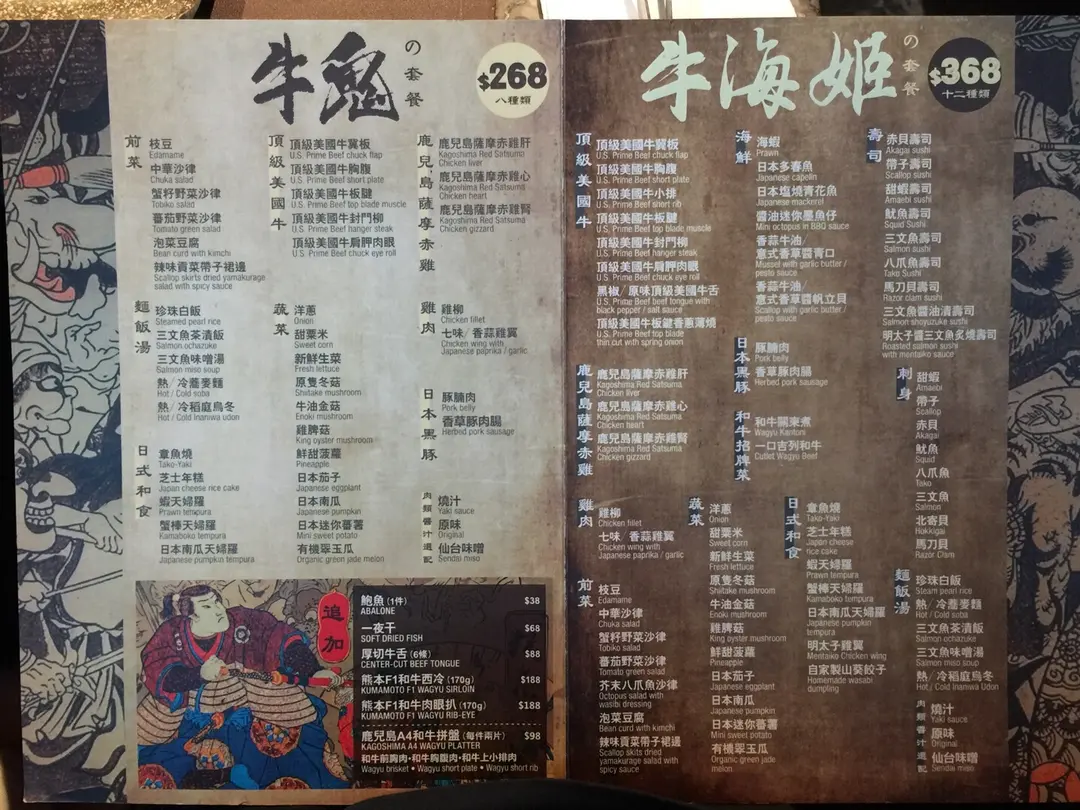 牛鬼
の套餐
$268
八種類
前菜
枝豆
Edamame
中華沙律
Chuka salad
蟹籽野菜沙律
Tobiko salad
蕃茄野菜沙律
Tomato green salad
泡菜豆腐
Bean curd with kimchi
辣味貢菜帶子裙邊
Scallop skirts dried yamakurage
salad with spicy sauce
麵飯湯
珍珠白飯
Steamed pearl rice
三文魚茶漬飯
Salmon ochazuke
三文魚味噌湯
Salmon miso soup
熱/冷蕎麥麵
Hot / Cold soba
熱/冷稻庭烏冬
Hot / Cold Inaniwa udon
日式和食
章魚燒
Tako-Yaki
芝士年糕
Japan cheese rice cake
蝦天婦羅
Prawn tempura
蟹棒天婦羅
Kamaboko tempura
日本南瓜天婦羅
Japanese pumpkin tempura
頂級美國牛
頂級美國牛冀板
U.S. Prime Beef chuck flap
頂級美國牛胸腹
U.S. Prime Beef short plate
頂級美國牛板腱
U.S. Prime Beef top blade muscle
頂級美國牛封門柳
U.S. Prime Beef hanger steak
頂級美國牛肩胛肉眼
U.S. Prime Beef chuck eye roll
蔬菜
洋蔥
Onion
甜粟米
Sweet corn
新鮮生菜
Fresh lettuce
原隻冬菇
Shiitake mushroom
牛油金菇
Enoki mushroom
雞脾菇
King oyster mushroom
鮮甜菠蘿
Pineapple
日本茄子
Japanese eggplant
日本南瓜
Japanese pumpkin
日本迷你蕃薯
Mini sweet potato
有機翠玉瓜
Organic green jade melon
鹿兒島薩摩赤雞
鹿兒島薩摩赤雞肝
Kagoshima Red Satsuma
Chicken liver
鹿兒島薩摩赤雞心
Kagoshima Red Satsuma
Chicken heart
鹿兒島薩摩赤雞腎
Kagoshima Red Satsuma
Chicken gizzard
雞肉
雞柳
Chicken fillet
七味/香蒜雞翼
Chicken wing with
Japanese paprika / garlic
日本黑豚
豚腩肉
Pork belly
香草豚肉腸
Herbed pork sausage
肉類醬汁選配
燒汁
Yaki sauce
原味
Original
仙台味噌
Sendai miso
追加
鮑魚(1件) $38
ABALONE
一夜干 $68
SOFT DRIED FISH
厚切牛舌(6條) $88
CENTER-CUT BEEF TONGUE
熊本F1和牛西冷(170g) $188
KUMAMOTO F1 WAGYU SIRLOIN
熊本F1和牛肉眼扒(170g) $188
KUMAMOTO F1 WAGYU RIB-EYE
鹿兒島A4和牛拼盤(每件兩片) $98
KAGOSHIMA A4 WAGYU PLATTER
和牛前胸肉•和牛胸腹肉•和牛上小排肉
Wagyu brisket • Wagyu short plate • Wagyu short rib
牛海姬
の套餐
$368
十二種類
頂級美國牛
頂級美國牛冀板
U.S. Prime Beef chuck flap
頂級美國牛胸腹
U.S. Prime Beef short plate
頂級美國牛小排
U.S. Prime Beef short rib
頂級美國牛板腱
U.S. Prime Beef top blade muscle
頂級美國牛封門柳
U.S. Prime Beef hanger steak
頂級美國牛肩胛肉眼
U.S. Prime Beef chuck eye roll
黑椒/原味頂級美國牛舌
U.S. Prime Beef beef tongue with
black pepper / salt sauce
頂級美國牛板腱香蔥薄燒
U.S. Prime Beef top blade
thin cut with spring onion
鹿兒島薩摩赤雞
鹿兒島薩摩赤雞肝
Kagoshima Red Satsuma
Chicken liver
鹿兒島薩摩赤雞心
Kagoshima Red Satsuma
Chicken heart
鹿兒島薩摩赤雞腎
Kagoshima Red Satsuma
Chicken gizzard
雞肉
雞柳
Chicken fillet
七味/香蒜雞翼
Chicken wing with
Japanese paprika / garlic
前菜
枝豆
Edamame
中華沙律
Chuka salad
蟹籽野菜沙律
Tobiko salad
蕃茄野菜沙律
Tomato green salad
芥末八爪魚沙律
Octopus salad with
wasibi dressing
泡菜豆腐
Bean curd with kimchi
辣味貢菜帶子裙邊
Scallop skits dried
yamakurage salad with
spicy sauce
海鮮
海蝦
Prawn
日本多春魚
Japanese capelin
日本塩燒青花魚
Japanese mackerel
醬油迷你墨魚仔
Mini octopus in BBQ sauce
香蒜牛油/
意式香草醬青口
Mussel with garlic butter /
pesto sauce
香蒜牛油/
意式香草醬帆立貝
Scallop with garlic butter /
pesto sauce
日本黑豚
豚腩肉
Pork belly
香草豚肉腸
Herbed pork sausage
和牛招牌菜
和牛關東煮
Wagyu Kantoni
一口吉列和牛
Cutlet Wagyu Beef
蔬菜
洋蔥
Onion
甜粟米
Sweet corn
新鮮生菜
Fresh lettuce
原隻冬菇
Shiitake mushroom
牛油金菇
Enoki mushroom
雞脾菇
King oyster mushroom
鮮甜菠蘿
Pineapple
日本茄子
Japanese eggplant
日本南瓜
Japanese pumpkin
日本迷你蕃薯
Mini sweet potato
有機翠玉瓜
Organic green jade
melon
日式和食
章魚燒
Tako-Yaki
芝士年糕
Japan cheese
rice cake
蝦天婦羅
Prawn tempura
蟹棒天婦羅
Kamaboko tempura
日本南瓜天婦羅
Japanese pumpkin
tempura
明太子雞翼
Mentaiko Chicken wing
自家製山葵餃子
Homemade wasabi
dumpling
壽司
赤貝壽司
Akagai sushi
帶子壽司
Scallop sushi
甜蝦壽司
Amaebi sushi
魷魚壽司
Squid Sushi
三文魚壽司
Salmon sushi
八爪魚壽司
Tako Sushi
馬刀貝壽司
Razor clam sushi
三文魚醬油漬壽司
Salmon shoyuzuke sushi
明太子醬三文魚炙燒壽司
Roasted salmon sushi
with mentaiko sauce
刺身
甜蝦
Amaebi
帶子
Scallop
赤貝
Akagai
魷魚
Squid
八爪魚
Tako
三文魚
Salmon
北寄貝
Hokkigai
馬刀貝
Razor Clam
麵飯湯
珍珠白飯
Steam pearl rice
熱/冷蕎麥麵
Hot / Cold soba
三文魚茶漬飯
Salmon ochazuke
三文魚味噌湯
Salmon miso soup
熱/冷稻庭烏冬
Hot / Cold Inaniwa Udon
肉類醬汁選配
燒汁
Yaki sauce
原味
Original
仙台味噌
Sendai miso